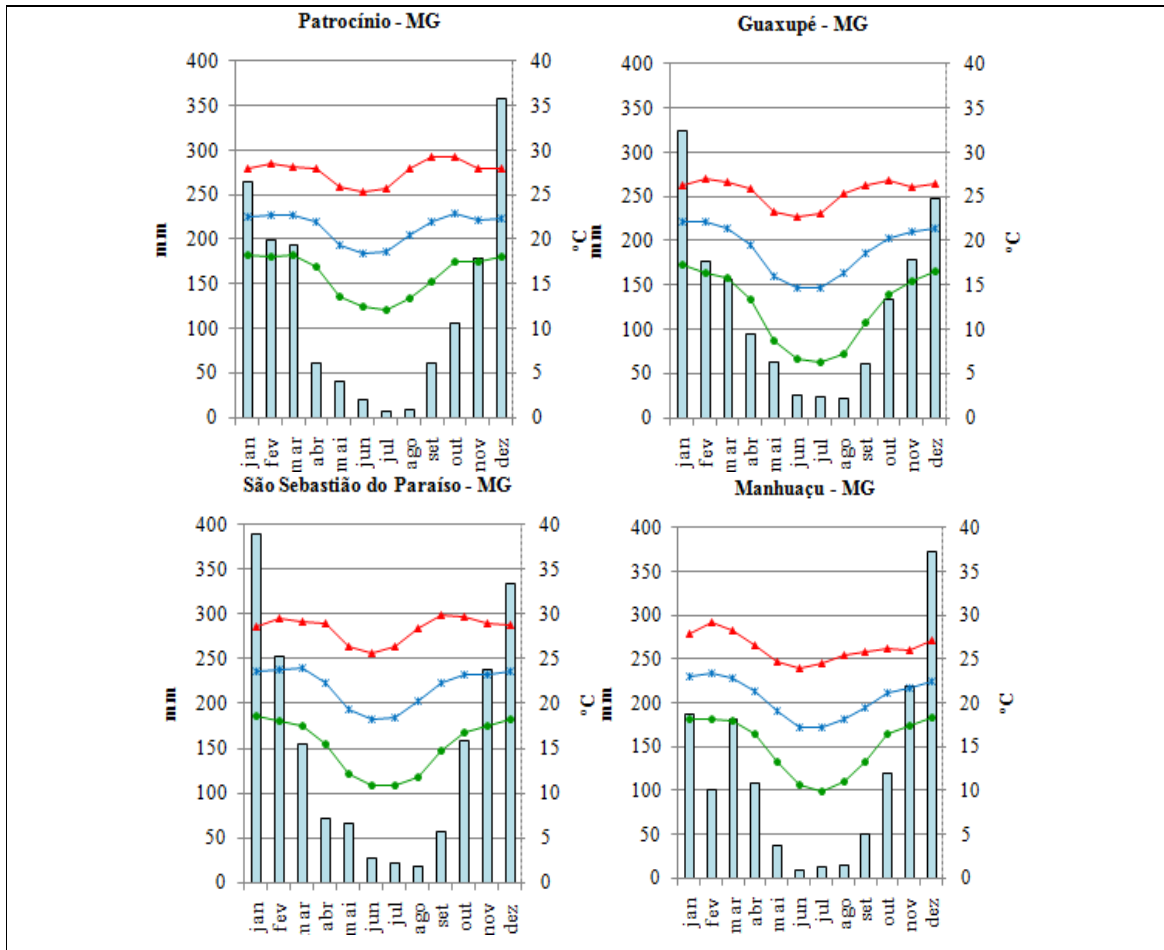 Patrocínio - MG
400
350
300
250
200
150
100
50
0
mm
40
35
30
25
20
15
10
5
0
ºC
jan
fev
mar
abr
mai
jun
jul
ago
set
out
nov
dez
Guaxupé - MG
400
350
300
250
200
150
100
50
0
mm
40
35
30
25
20
15
10
5
0
ºC
jan
fev
mar
abr
mai
jun
jul
ago
set
out
nov
dez
São Sebastião do Paraíso - MG
400
350
300
250
200
150
100
50
0
mm
40
35
30
25
20
15
10
5
0
ºC
jan
fev
mar
abr
mai
jun
jul
ago
set
out
nov
dez
Manhuaçu - MG
400
350
300
250
200
150
100
50
0
mm
40
35
30
25
20
15
10
5
0
ºC
jan
fev
mar
abr
mai
jun
jul
ago
set
out
nov
dez